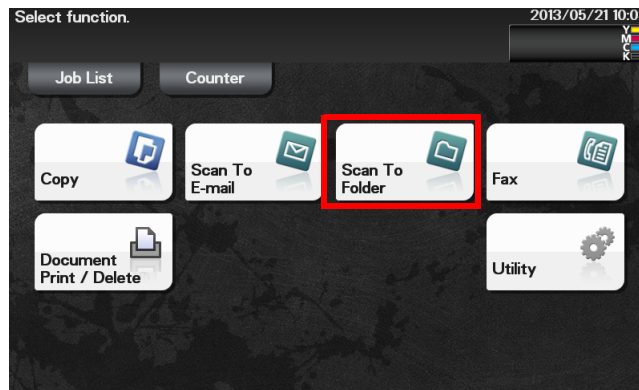 Select function.
2013/05/21 10:0
Y
M
C
K
Job List
Counter
Copy
Scan To
E-mail
Scan To
Folder
Fax
Document
Print / Delete
Utility